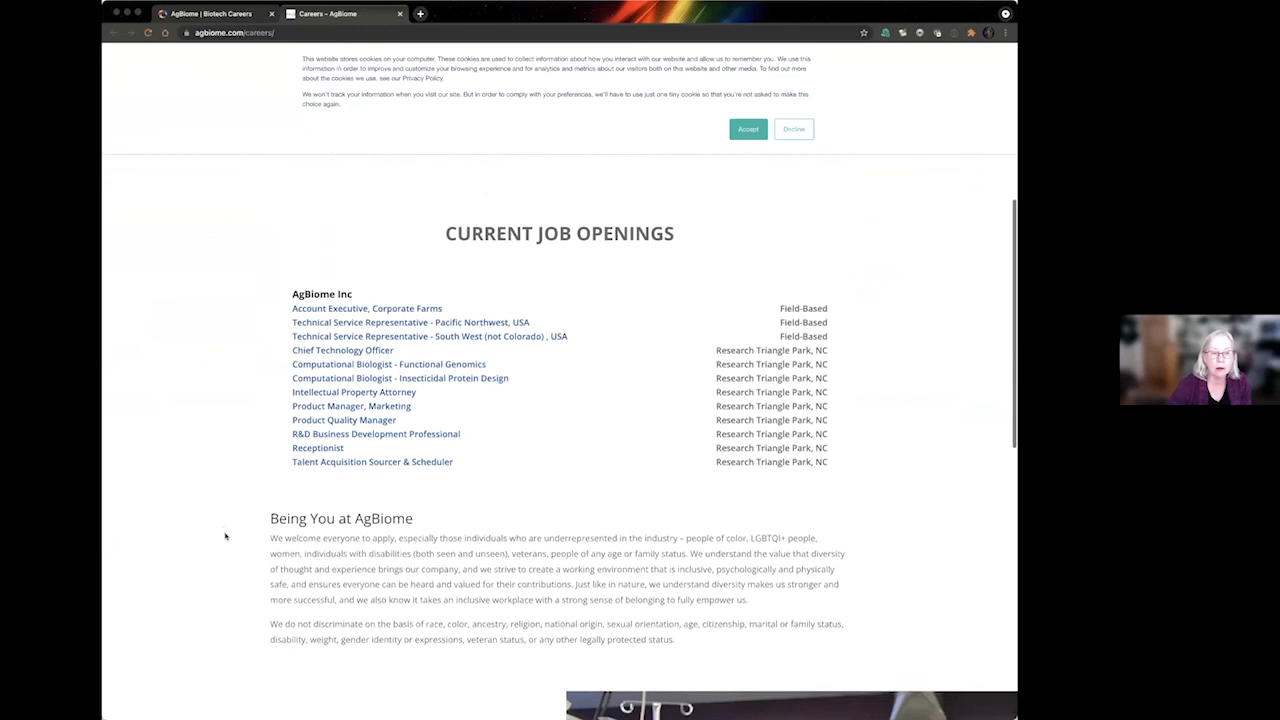 AgBiome | Biotech Careers
Careers – AgBiome
agbiome.com/careers/
This website stores cookies on your computer. These cookies are used to collect information about how you interact with our website and allow us to remember you. We use this
information in order to improve and customize your browsing experience and for analytics and metrics about our visitors both on this website and other media. To find out more
about the cookies we use, see our Privacy Policy.
We won't track your information when you visit our site. But in order to comply with your preferences, we'll have to use just one tiny cookie so that you're not asked to make this
choice again.
Accept Decline
CURRENT JOB OPENINGS
AgBiome Inc
Account Executive, Corporate Farms Field-Based
Technical Service Representative - Pacific Northwest, USA Field-Based
Technical Service Representative - South West (not Colorado) , USA Field-Based
Chief Technology Officer Research Triangle Park, NC
Computational Biologist - Functional Genomics Research Triangle Park, NC
Computational Biologist - Insecticidal Protein Design Research Triangle Park, NC
Intellectual Property Attorney Research Triangle Park, NC
Product Manager, Marketing Research Triangle Park, NC
Product Quality Manager Research Triangle Park, NC
R&D Business Development Professional Research Triangle Park, NC
Receptionist Research Triangle Park, NC
Talent Acquisition Sourcer & Scheduler Research Triangle Park, NC
Being You at AgBiome
We welcome everyone to apply, especially those individuals who are underrepresented in the industry – people of color, LGBTQI+ people,
women, individuals with disabilities (both seen and unseen), veterans, people of any age or family status. We understand the value that diversity
of thought and experience brings our company, and we strive to create a working environment that is inclusive, psychologically and physically
safe, and ensures everyone can be heard and valued for their contributions. Just like in nature, we understand diversity makes us stronger and
more successful, and we also know it takes an inclusive workplace with a strong sense of belonging to fully empower us.
We do not discriminate on the basis of race, color, ancestry, religion, national origin, sexual orientation, age, citizenship, marital or family status,
disability, weight, gender identity or expressions, veteran status, or any other legally protected status.